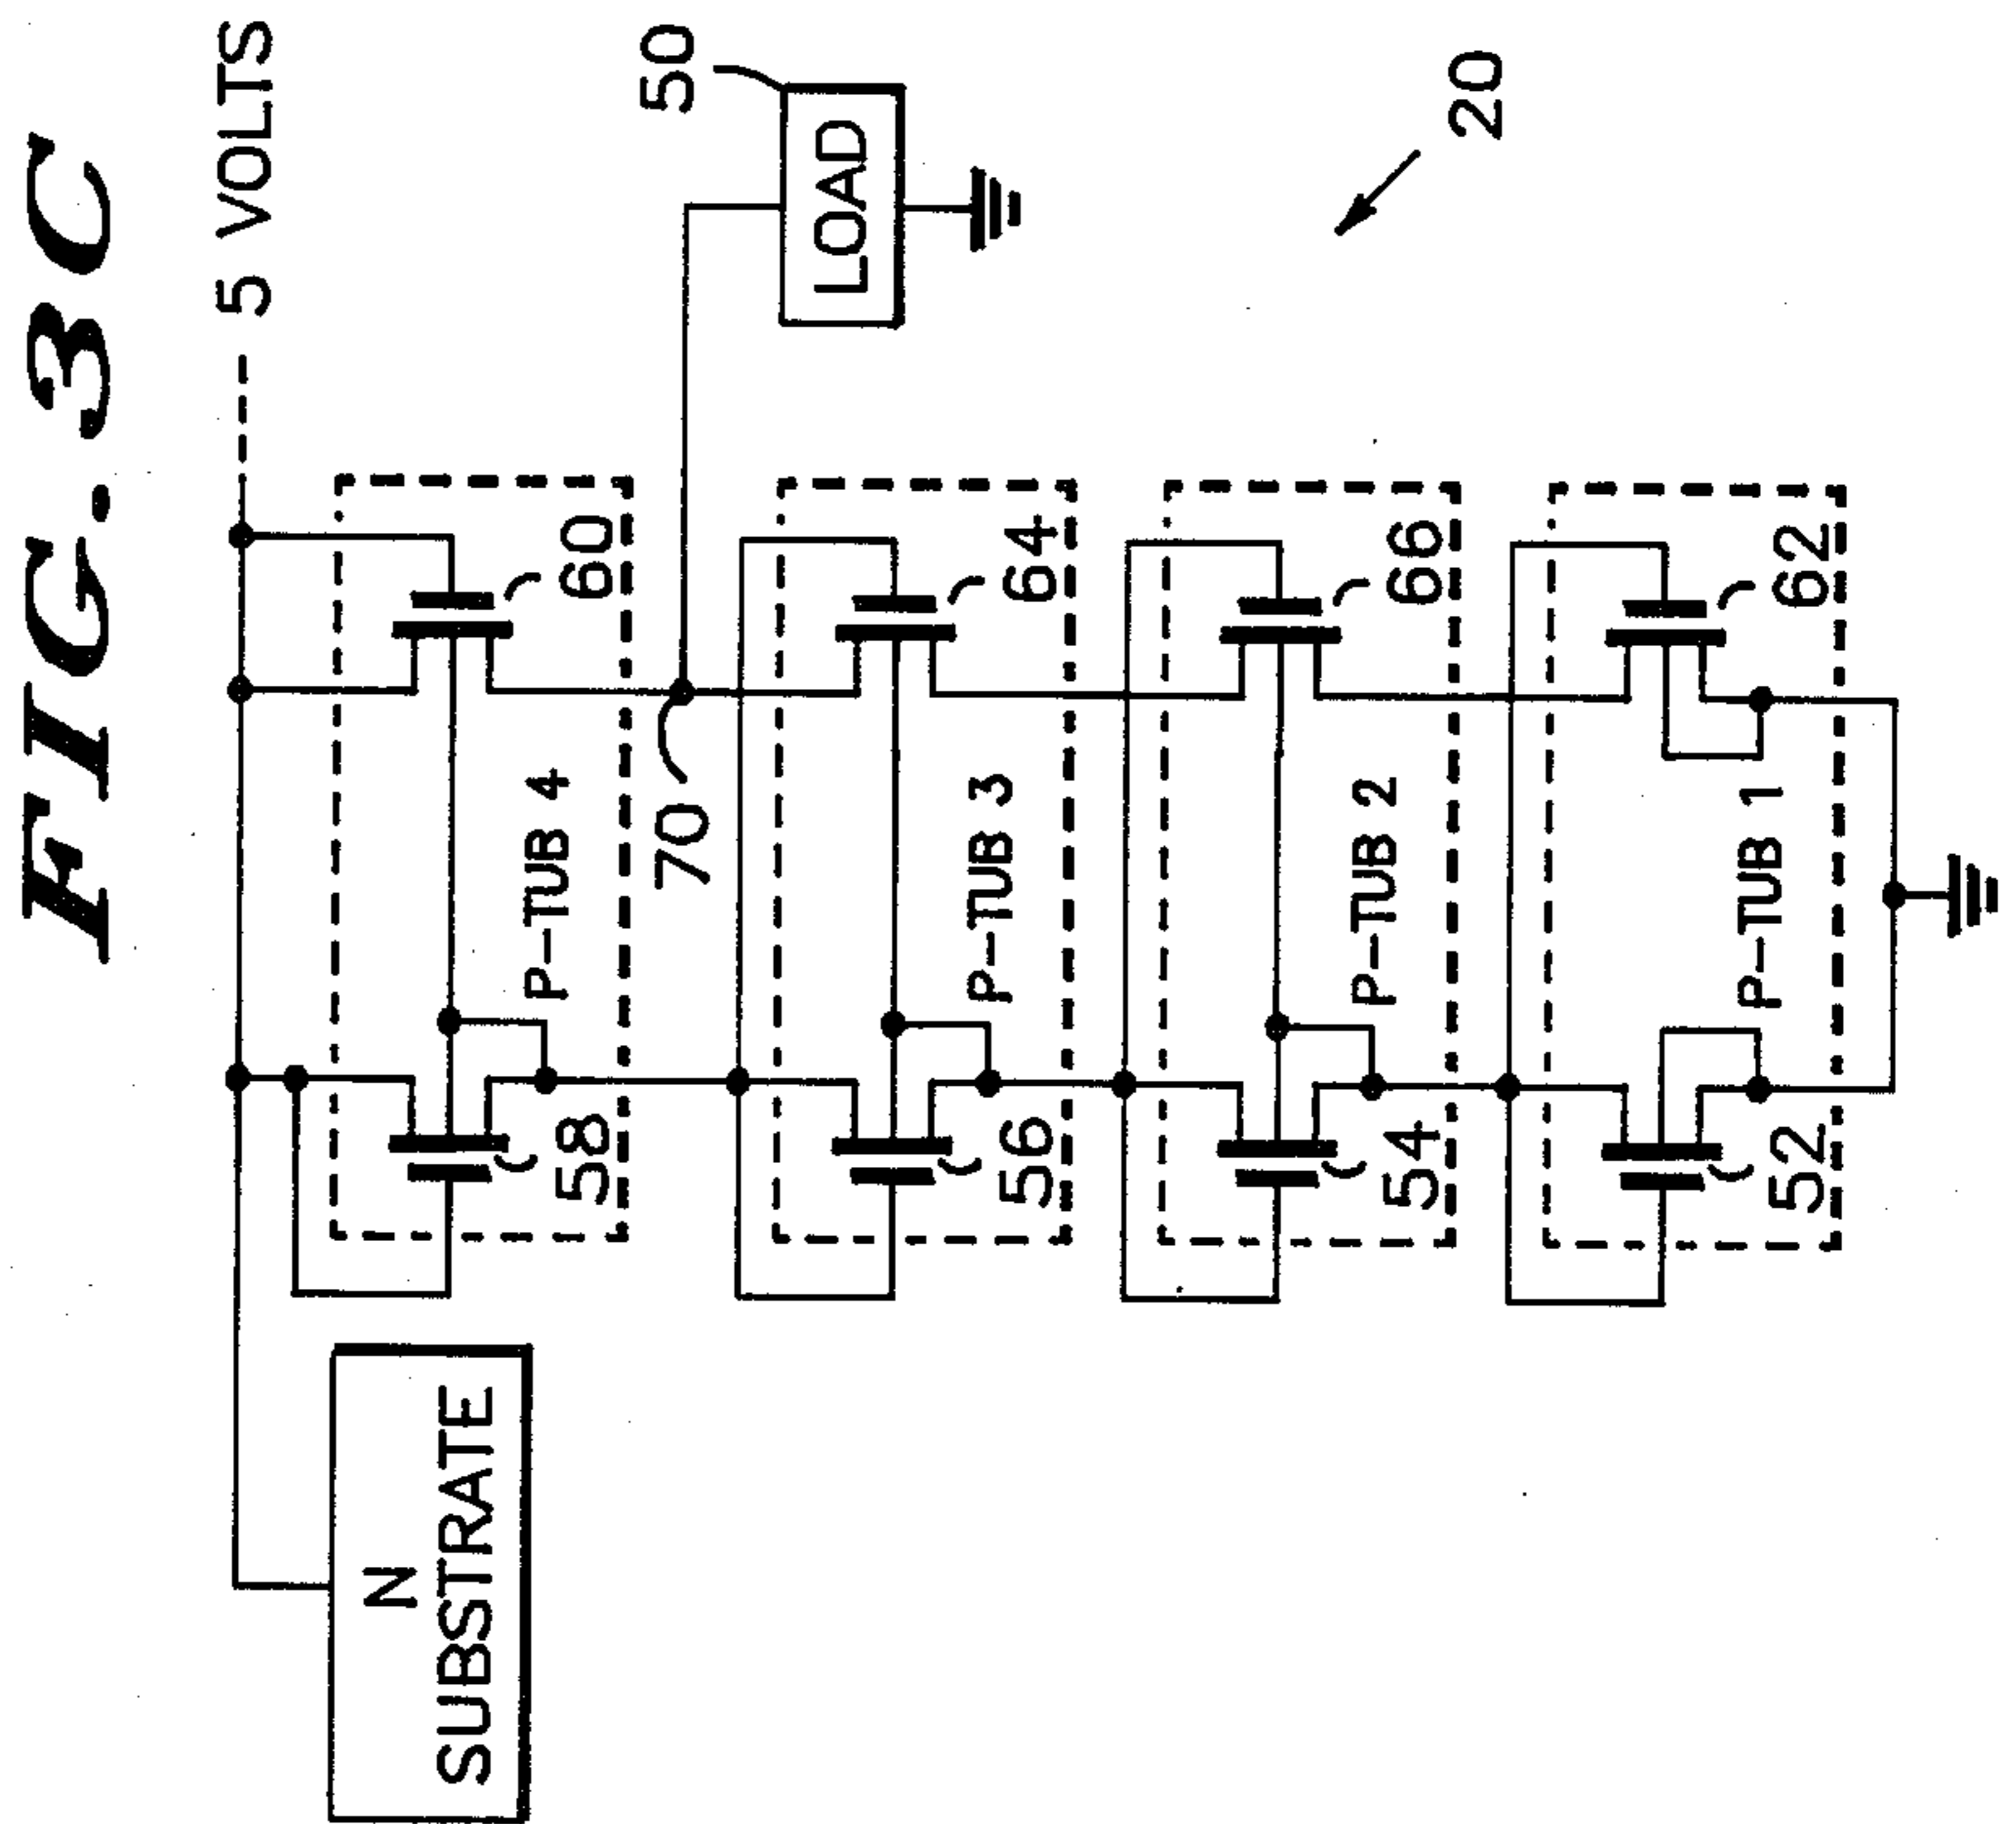 FIG. 3C
5 VOLTS
50
LOAD
20
60
P-TUB 4
58
70
64
P-TUB 3
56
66
P-TUB 2
54
62
P-TUB 1
52
N
SUBSTRATE